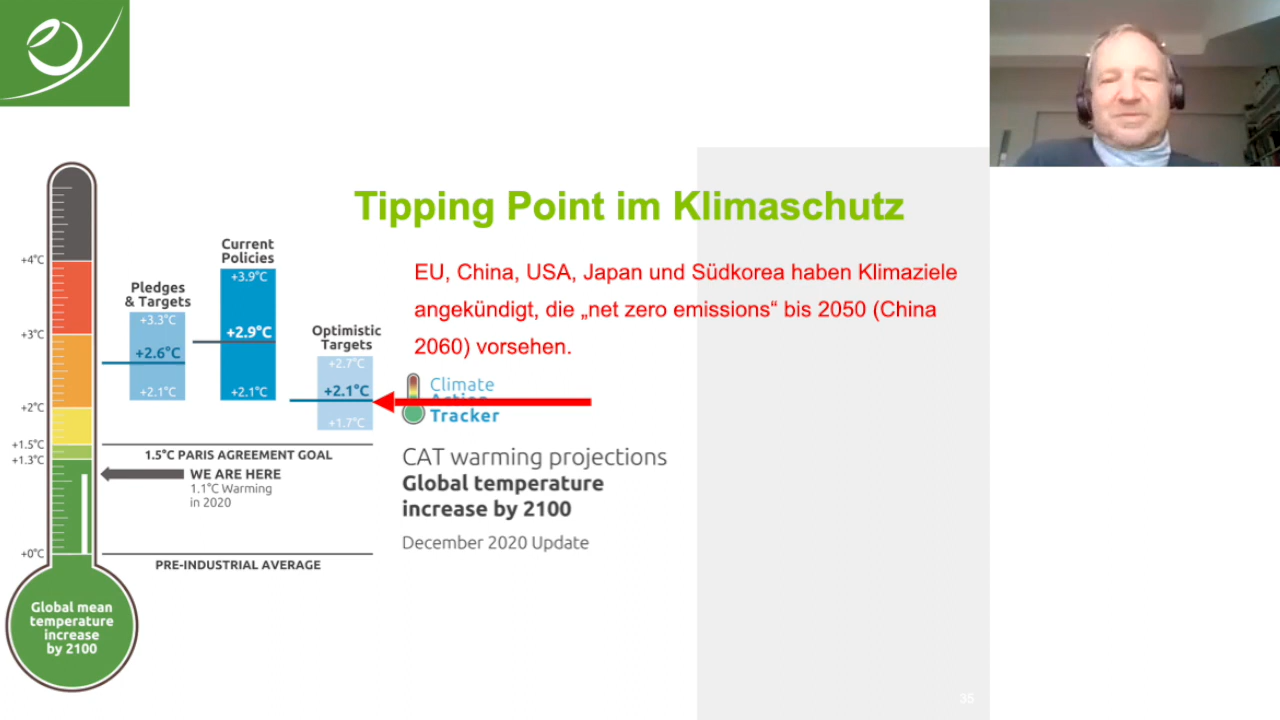 Tipping Point im Klimaschutz
EU, China, USA, Japan und Südkorea haben Klimaziele
angekündigt, die „net zero emissions“ bis 2050 (China
2060) vorsehen.
+4°C
+3°C
+2°C
+1.5°C
+1.3°C
+0°C
Pledges
& Targets
+3.3°C
+2.6°C
+2.1°C
Current
Policies
+3.9°C
+2.9°C
+2.1°C
Optimistic
Targets
+2.7°C
+2.1°C
+1.7°C
1.5°C PARIS AGREEMENT GOAL
WE ARE HERE
1.1°C Warming
in 2020
PRE-INDUSTRIAL AVERAGE
Global mean
temperature
increase
by 2100
Climate
Action
Tracker
CAT warming projections
Global temperature
increase by 2100
December 2020 Update
35